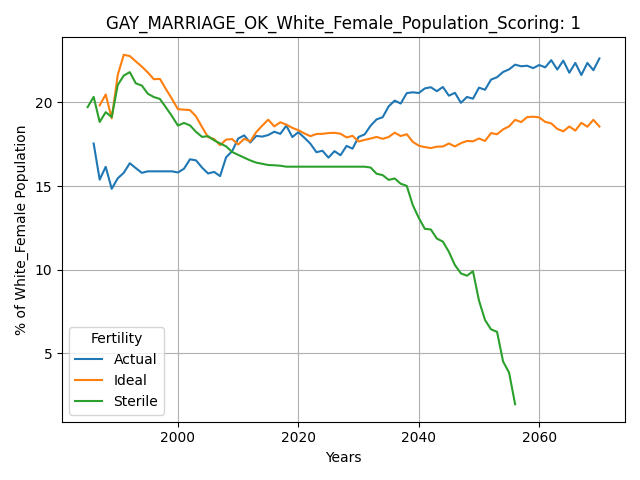 GAY_MARRIAGE_OK_White_Female_Population_Scoring: 1
% of White_Female Population
20
15
10
5
Fertility
Actual
Ideal
Sterile
2000 2020 2040 2060
Years